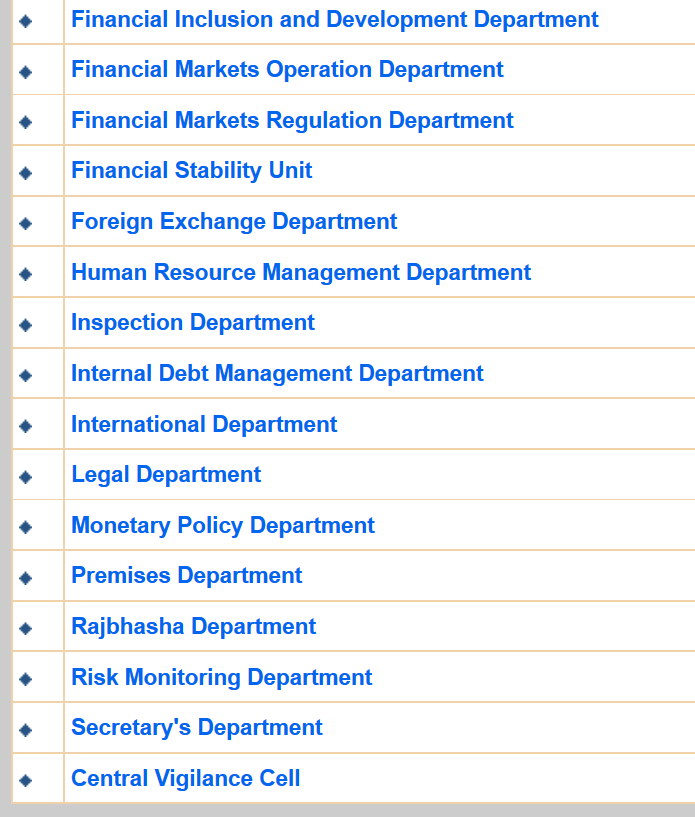 Financial Inclusion and Development Department
Financial Markets Operation Department
Financial Markets Regulation Department
Financial Stability Unit
Foreign Exchange Department
Human Resource Management Department
Inspection Department
Internal Debt Management Department
International Department
Legal Department
Monetary Policy Department
Premises Department
Rajbhasha Department
Risk Monitoring Department
Secretary's Department
Central Vigilance Cell